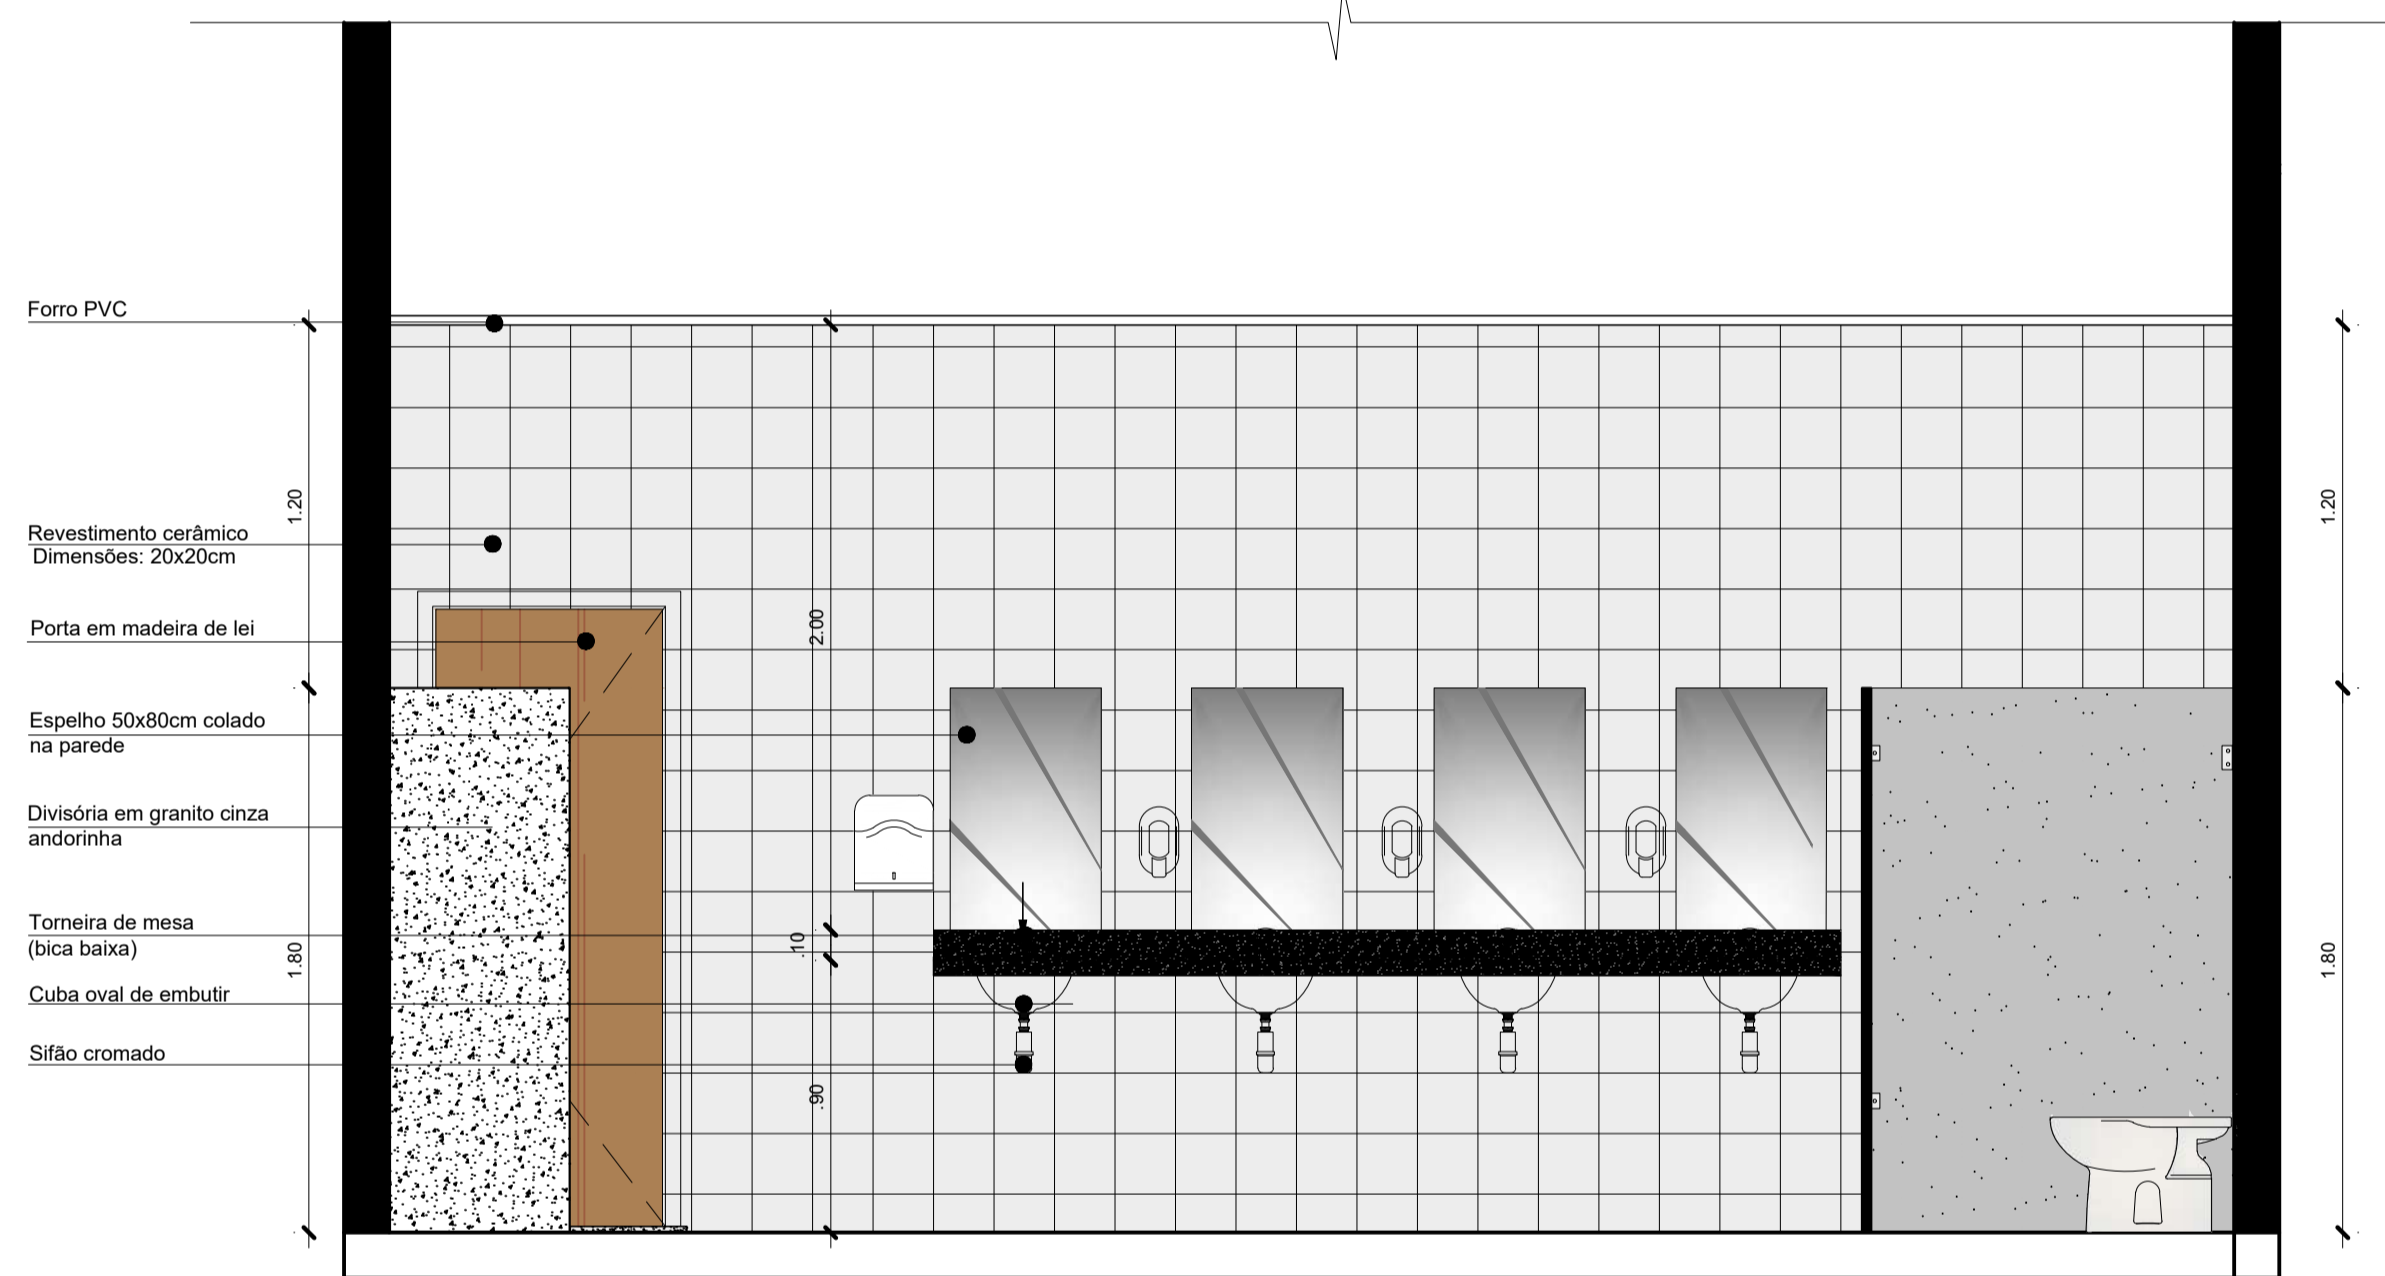 Forro PVC
1.20
Revestimento cerâmico
Dimensões: 20x20cm
Porta em madeira de lei
Espelho 50x80cm colado
na parede
Divisória em granito cinza
andorinha
Torneira de mesa
(bica baixa)
1.80
Cuba oval de embutir
Sifão cromado
2.00
.10
.90
1.20
1.80